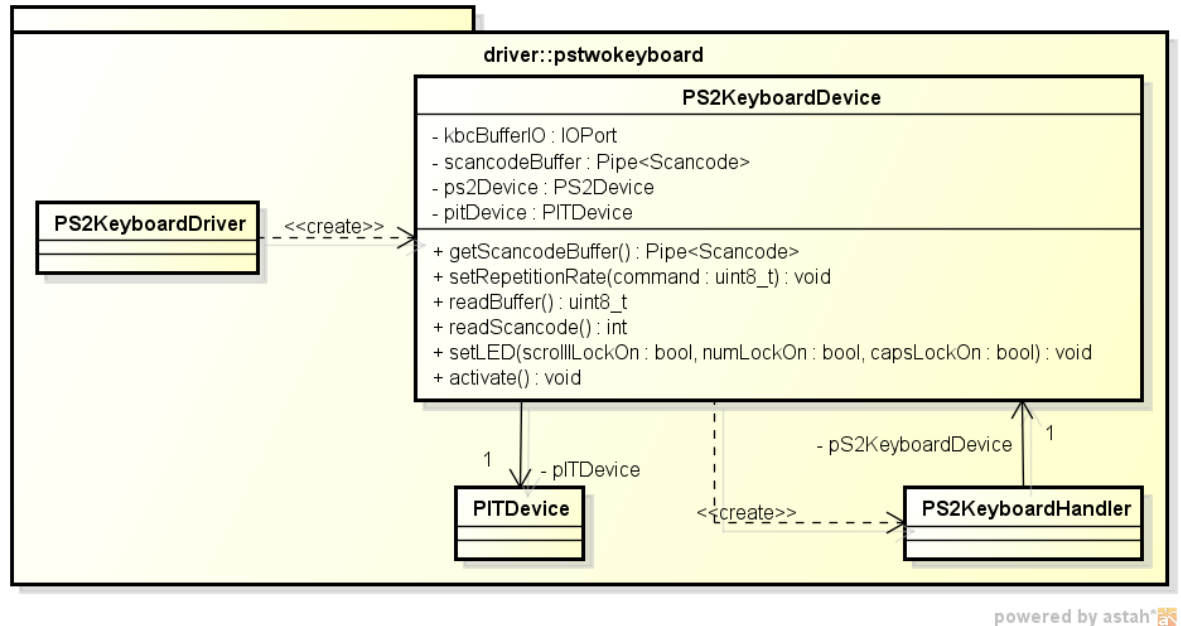 driver::pstwokeyboard
PS2KeyboardDevice
- kbcBufferIO : IOPort
- scancodeBuffer : Pipe<Scancode>
- ps2Device : PS2Device
- pitDevice : PITDevice
PS2KeyboardDriver
<<create>>
+ getScancodeBuffer() : Pipe<Scancode>
+ setRepetitionRate(command : uint8_t) : void
+ readBuffer() : uint8_t
+ readScancode() : int
+ setLED(scrolllLockOn : bool, numLockOn : bool, capsLockOn : bool) : void
+ activate() : void
1
- pITDevice
- pS2KeyboardDevice
1
PITDevice
<<create>>
PS2KeyboardHandler
powered by astah*